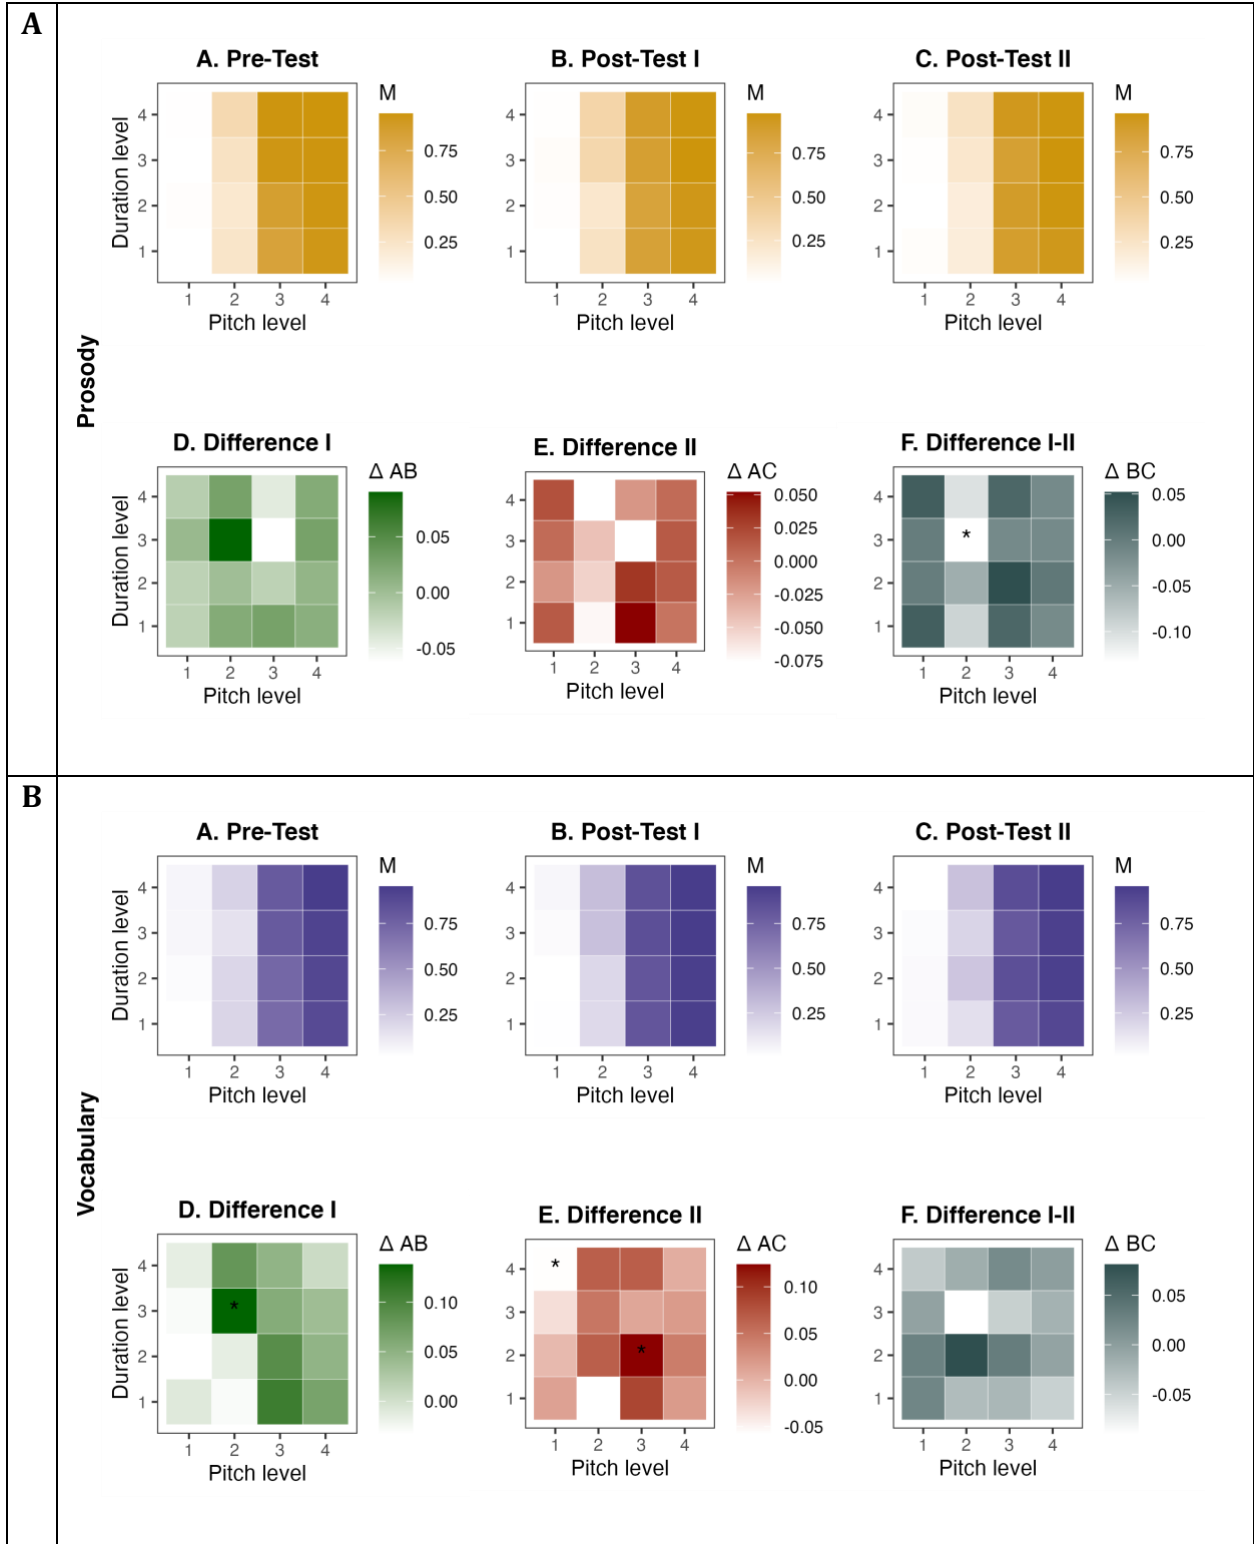 A
Prosody
A. Pre-Test
M
Duration level
4
3
2
1
0.75
0.50
0.25
1 2 3 4
Pitch level
B. Post-Test I
M
4
3
2
1
0.75
0.50
0.25
1 2 3 4
Pitch level
C. Post-Test II
M
4
3
2
1
0.75
0.50
0.25
1 2 3 4
Pitch level
D. Difference I
Δ AB
Duration level
4
3
2
1
0.05
0.00
-0.05
1 2 3 4
Pitch level
E. Difference II
Δ AC
4
3
2
1
0.050
0.025
0.000
-0.025
-0.050
-0.075
1 2 3 4
Pitch level
F. Difference I-II
Δ BC
4
3
2
1
*
0.05
0.00
-0.05
-0.10
1 2 3 4
Pitch level
B
Vocabulary
A. Pre-Test
M
Duration level
4
3
2
1
0.75
0.50
0.25
1 2 3 4
Pitch level
B. Post-Test I
M
4
3
2
1
0.75
0.50
0.25
1 2 3 4
Pitch level
C. Post-Test II
M
4
3
2
1
0.75
0.50
0.25
1 2 3 4
Pitch level
D. Difference I
Δ AB
Duration level
4
3
2
1
*
0.10
0.05
0.00
1 2 3 4
Pitch level
E. Difference II
Δ AC
4
3
2
1
*
*
0.10
0.05
0.00
-0.05
1 2 3 4
Pitch level
F. Difference I-II
Δ BC
4
3
2
1
0.05
0.00
-0.05
1 2 3 4
Pitch level